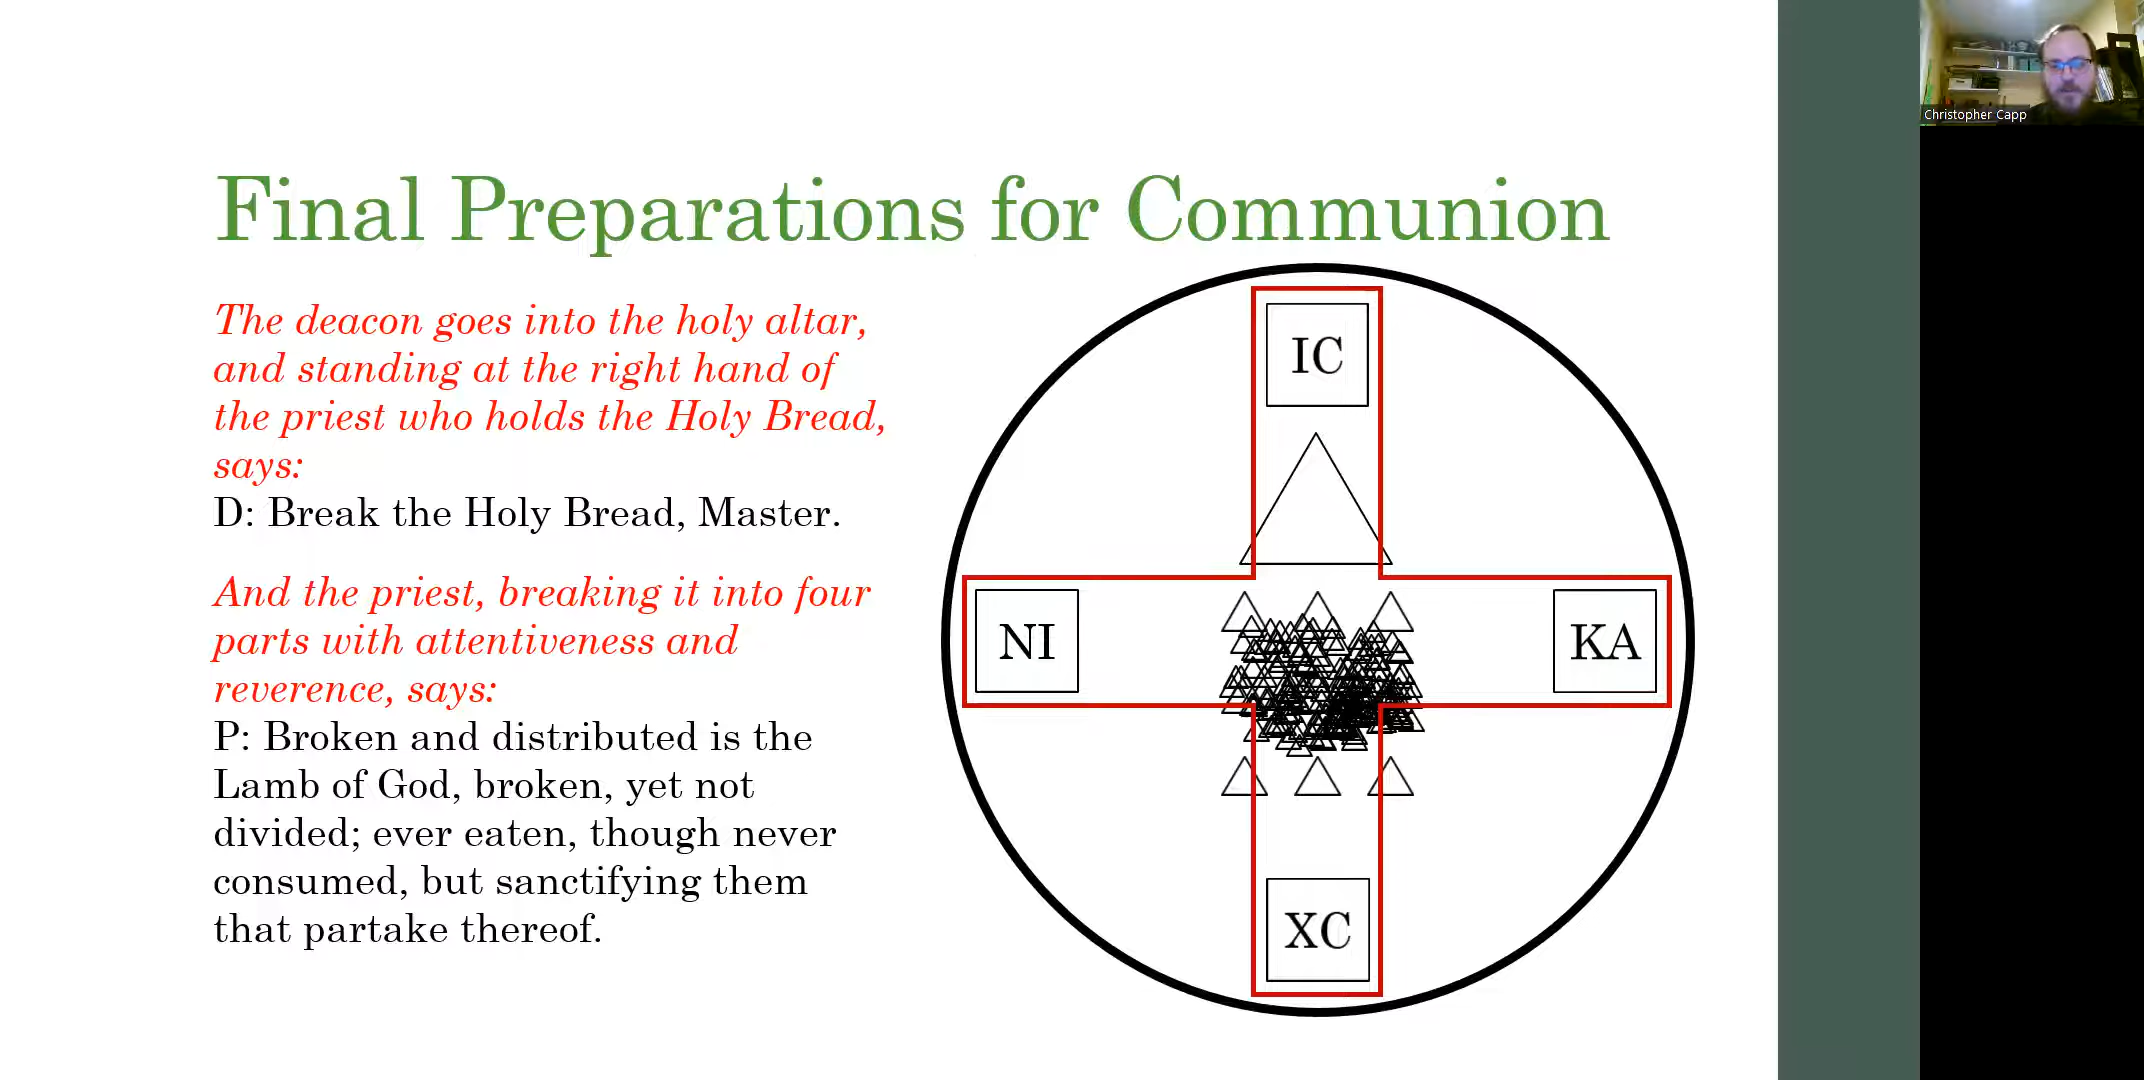 Final Preparations for Communion
The deacon goes into the holy altar,
and standing at the right hand of
the priest who holds the Holy Bread,
says:
D: Break the Holy Bread, Master.
And the priest, breaking it into four
parts with attentiveness and
reverence, says:
P: Broken and distributed is the
Lamb of God, broken, yet not
divided; ever eaten, though never
consumed, but sanctifying them
that partake thereof.
IC
NI
KA
XC
Christopher Capp